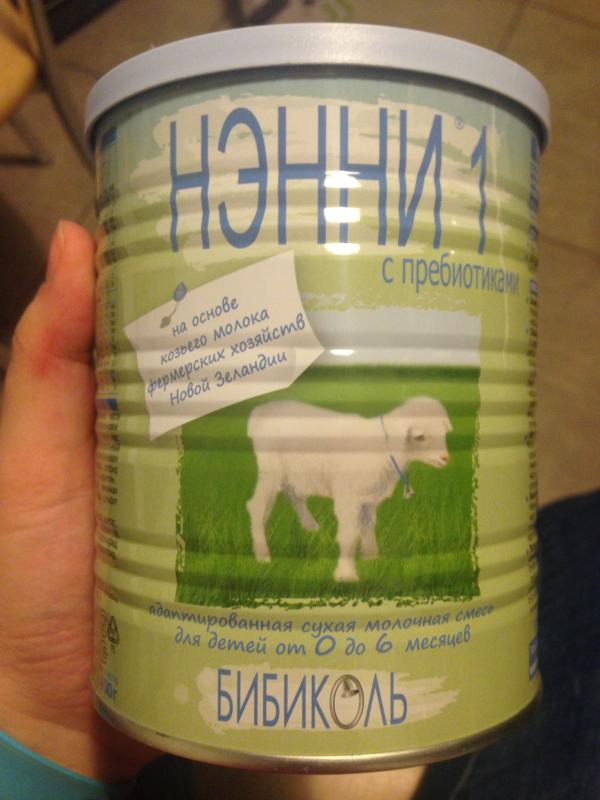 НЭННИ® 1
с пребиотиками
на основе
козьего молока
фермерских хозяйств
Новой Зеландии
адаптированная сухая молочная смесь
для детей от 0 до 6 месяцев
БИБИКОЛЬ